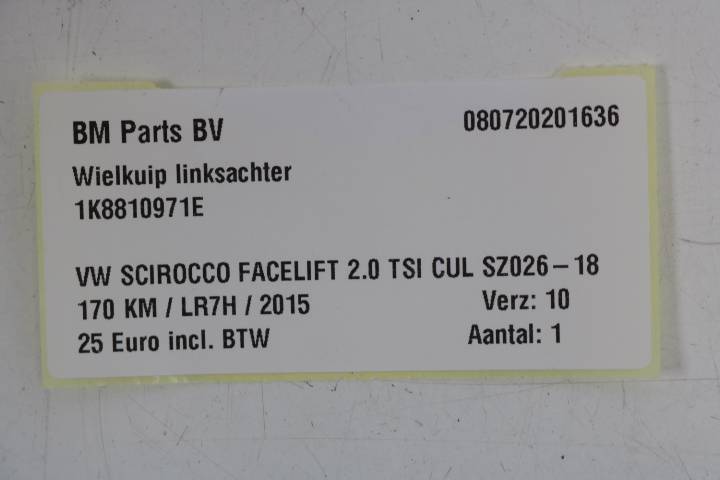 BM Parts BV 080720201636
Wielkuip linksachter
1K8810971E
VW SCIROCCO FACELIFT 2.0 TSI CUL SZ026-18
170 KM / LR7H / 2015 Verz: 10
25 Euro incl. BTW Aantal: 1